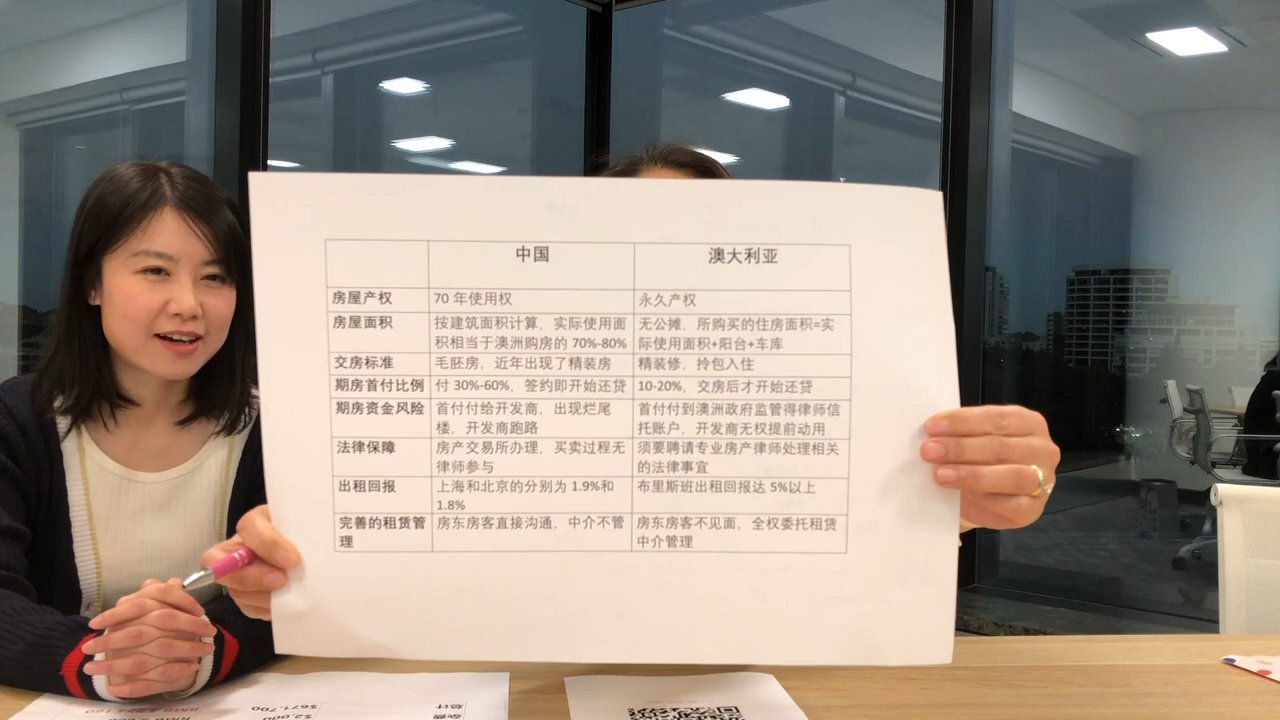 中国 澳大利亚
房屋产权 70 年使用权 永久产权
房屋面积 按建筑面积计算，实际使用面 无公摊，所购买的住房面积=实
积相当于澳洲购房的 70%-80% 际使用面积+阳台+车库
交房标准 毛胚房，近年出现了精装房 精装修，拎包入住
期房首付比例 付 30%-60%，签约即开始还贷 10-20%，交房后才开始还贷
期房资金风险 首付付给开发商，出现烂尾 首付付到澳洲政府监管得律师信
楼，开发商跑路 托账户，开发商无权提前动用
法律保障 房产交易所办理，买卖过程无 须要聘请专业房产律师处理相关
律师参与 的法律事宜
出租回报 上海和北京的分别为 1.9%和 布里斯班出租回报达 5%以上
1.8%
完善的租赁管 房东房客直接沟通，中介不管 房东房客不见面、全权委托租赁
理 中介管理
总计 $671,700
杂费 $2,000